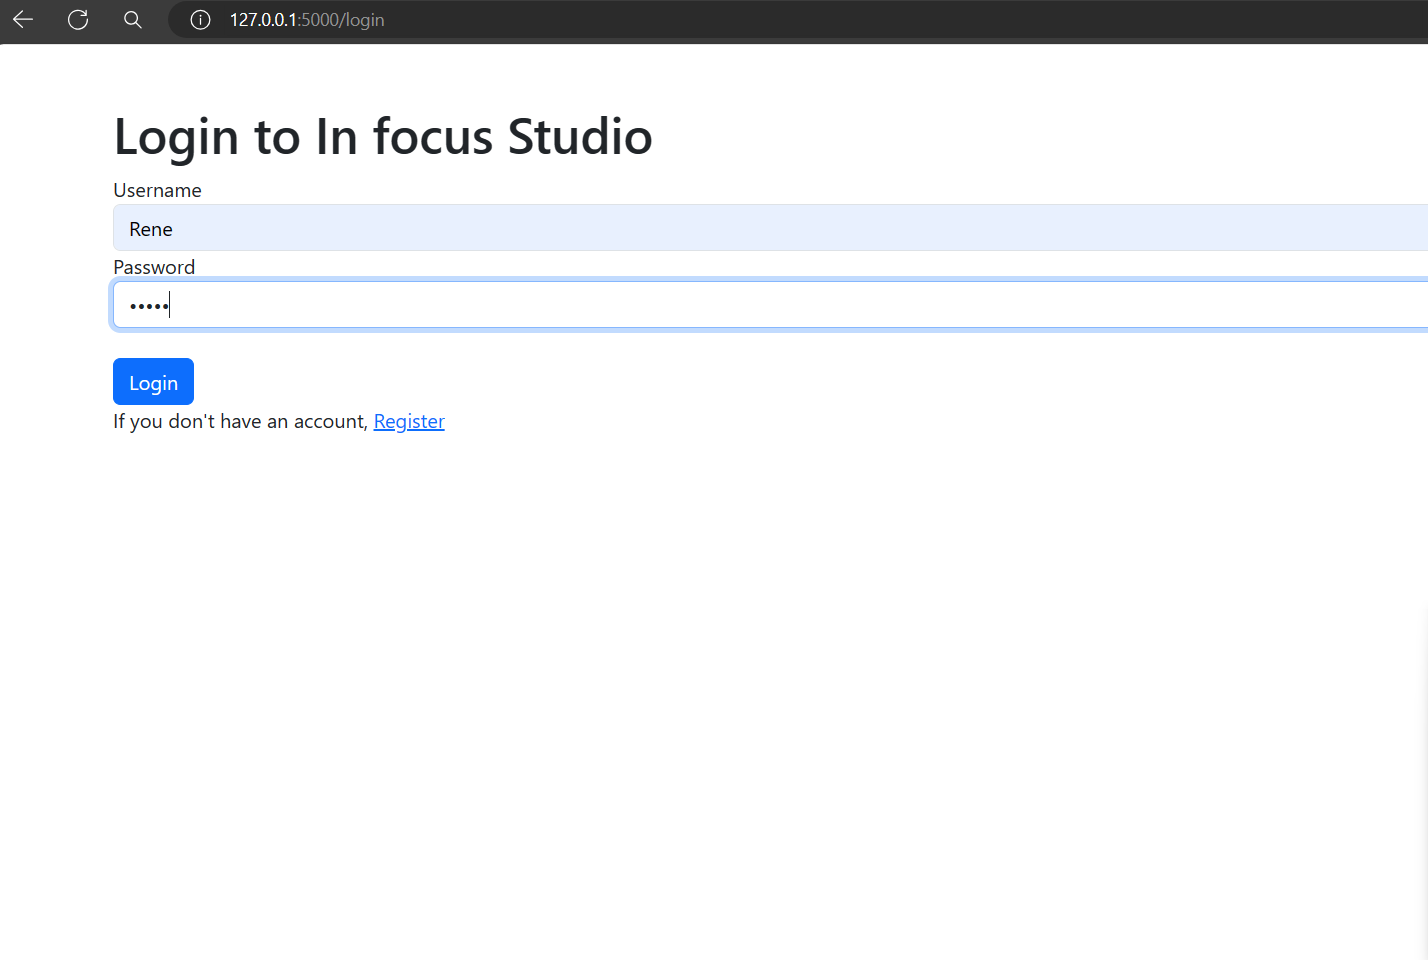 127.0.0.1:5000/login
Login to In focus Studio
Username
Rene
Password
•••••
Login
If you don't have an account, Register